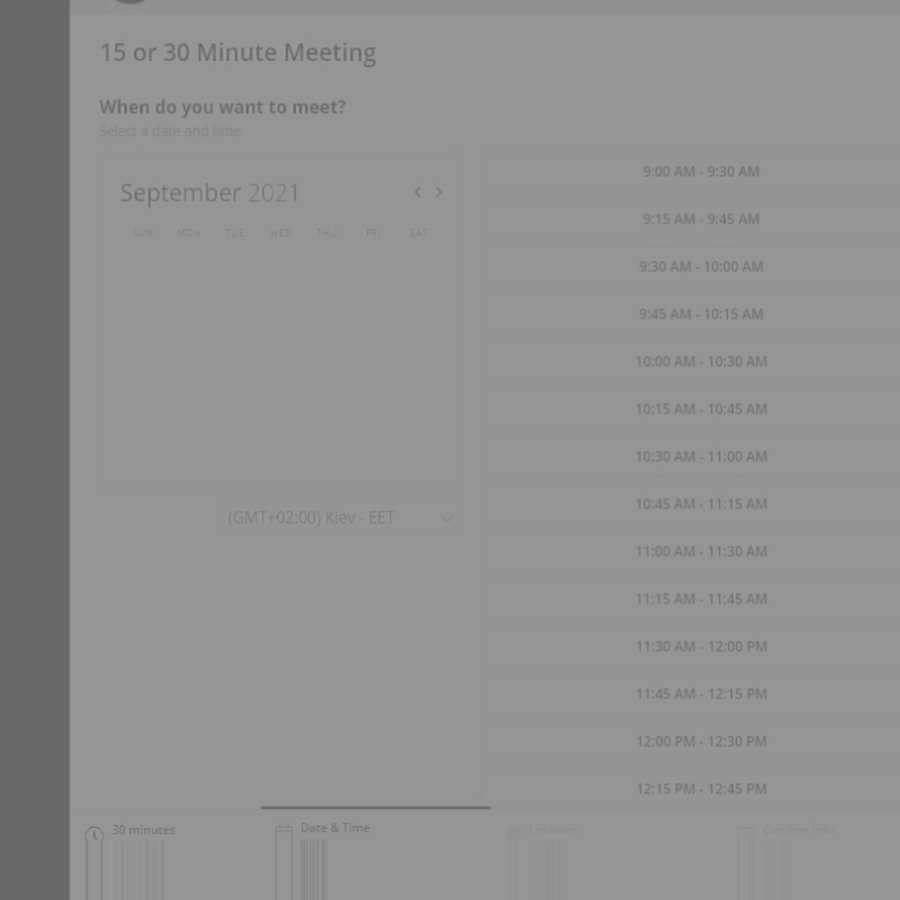 15 or 30 Minute Meeting
When do you want to meet?
Select a date and time
September 2021
SUN MON TUE WED THU FRI SAT
(GMT+02:00) Kiev - EET
9:00 AM - 9:30 AM
9:15 AM - 9:45 AM
9:30 AM - 10:00 AM
9:45 AM - 10:15 AM
10:00 AM - 10:30 AM
10:15 AM - 10:45 AM
10:30 AM - 11:00 AM
10:45 AM - 11:15 AM
11:00 AM - 11:30 AM
11:15 AM - 11:45 AM
11:30 AM - 12:00 PM
11:45 AM - 12:15 PM
12:00 PM - 12:30 PM
12:15 PM - 12:45 PM
30 minutes
Date & Time
Location
Confirm info